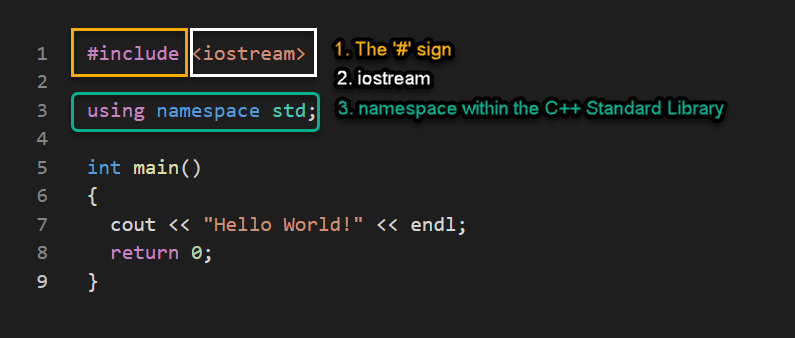 1 #include <iostream> 1. The '#' sign
2 2. iostream
3 using namespace std; 3. namespace within the C++ Standard Library
4
5 int main()
6 {
7 cout << "Hello World!" << endl;
8 return 0;
9 }